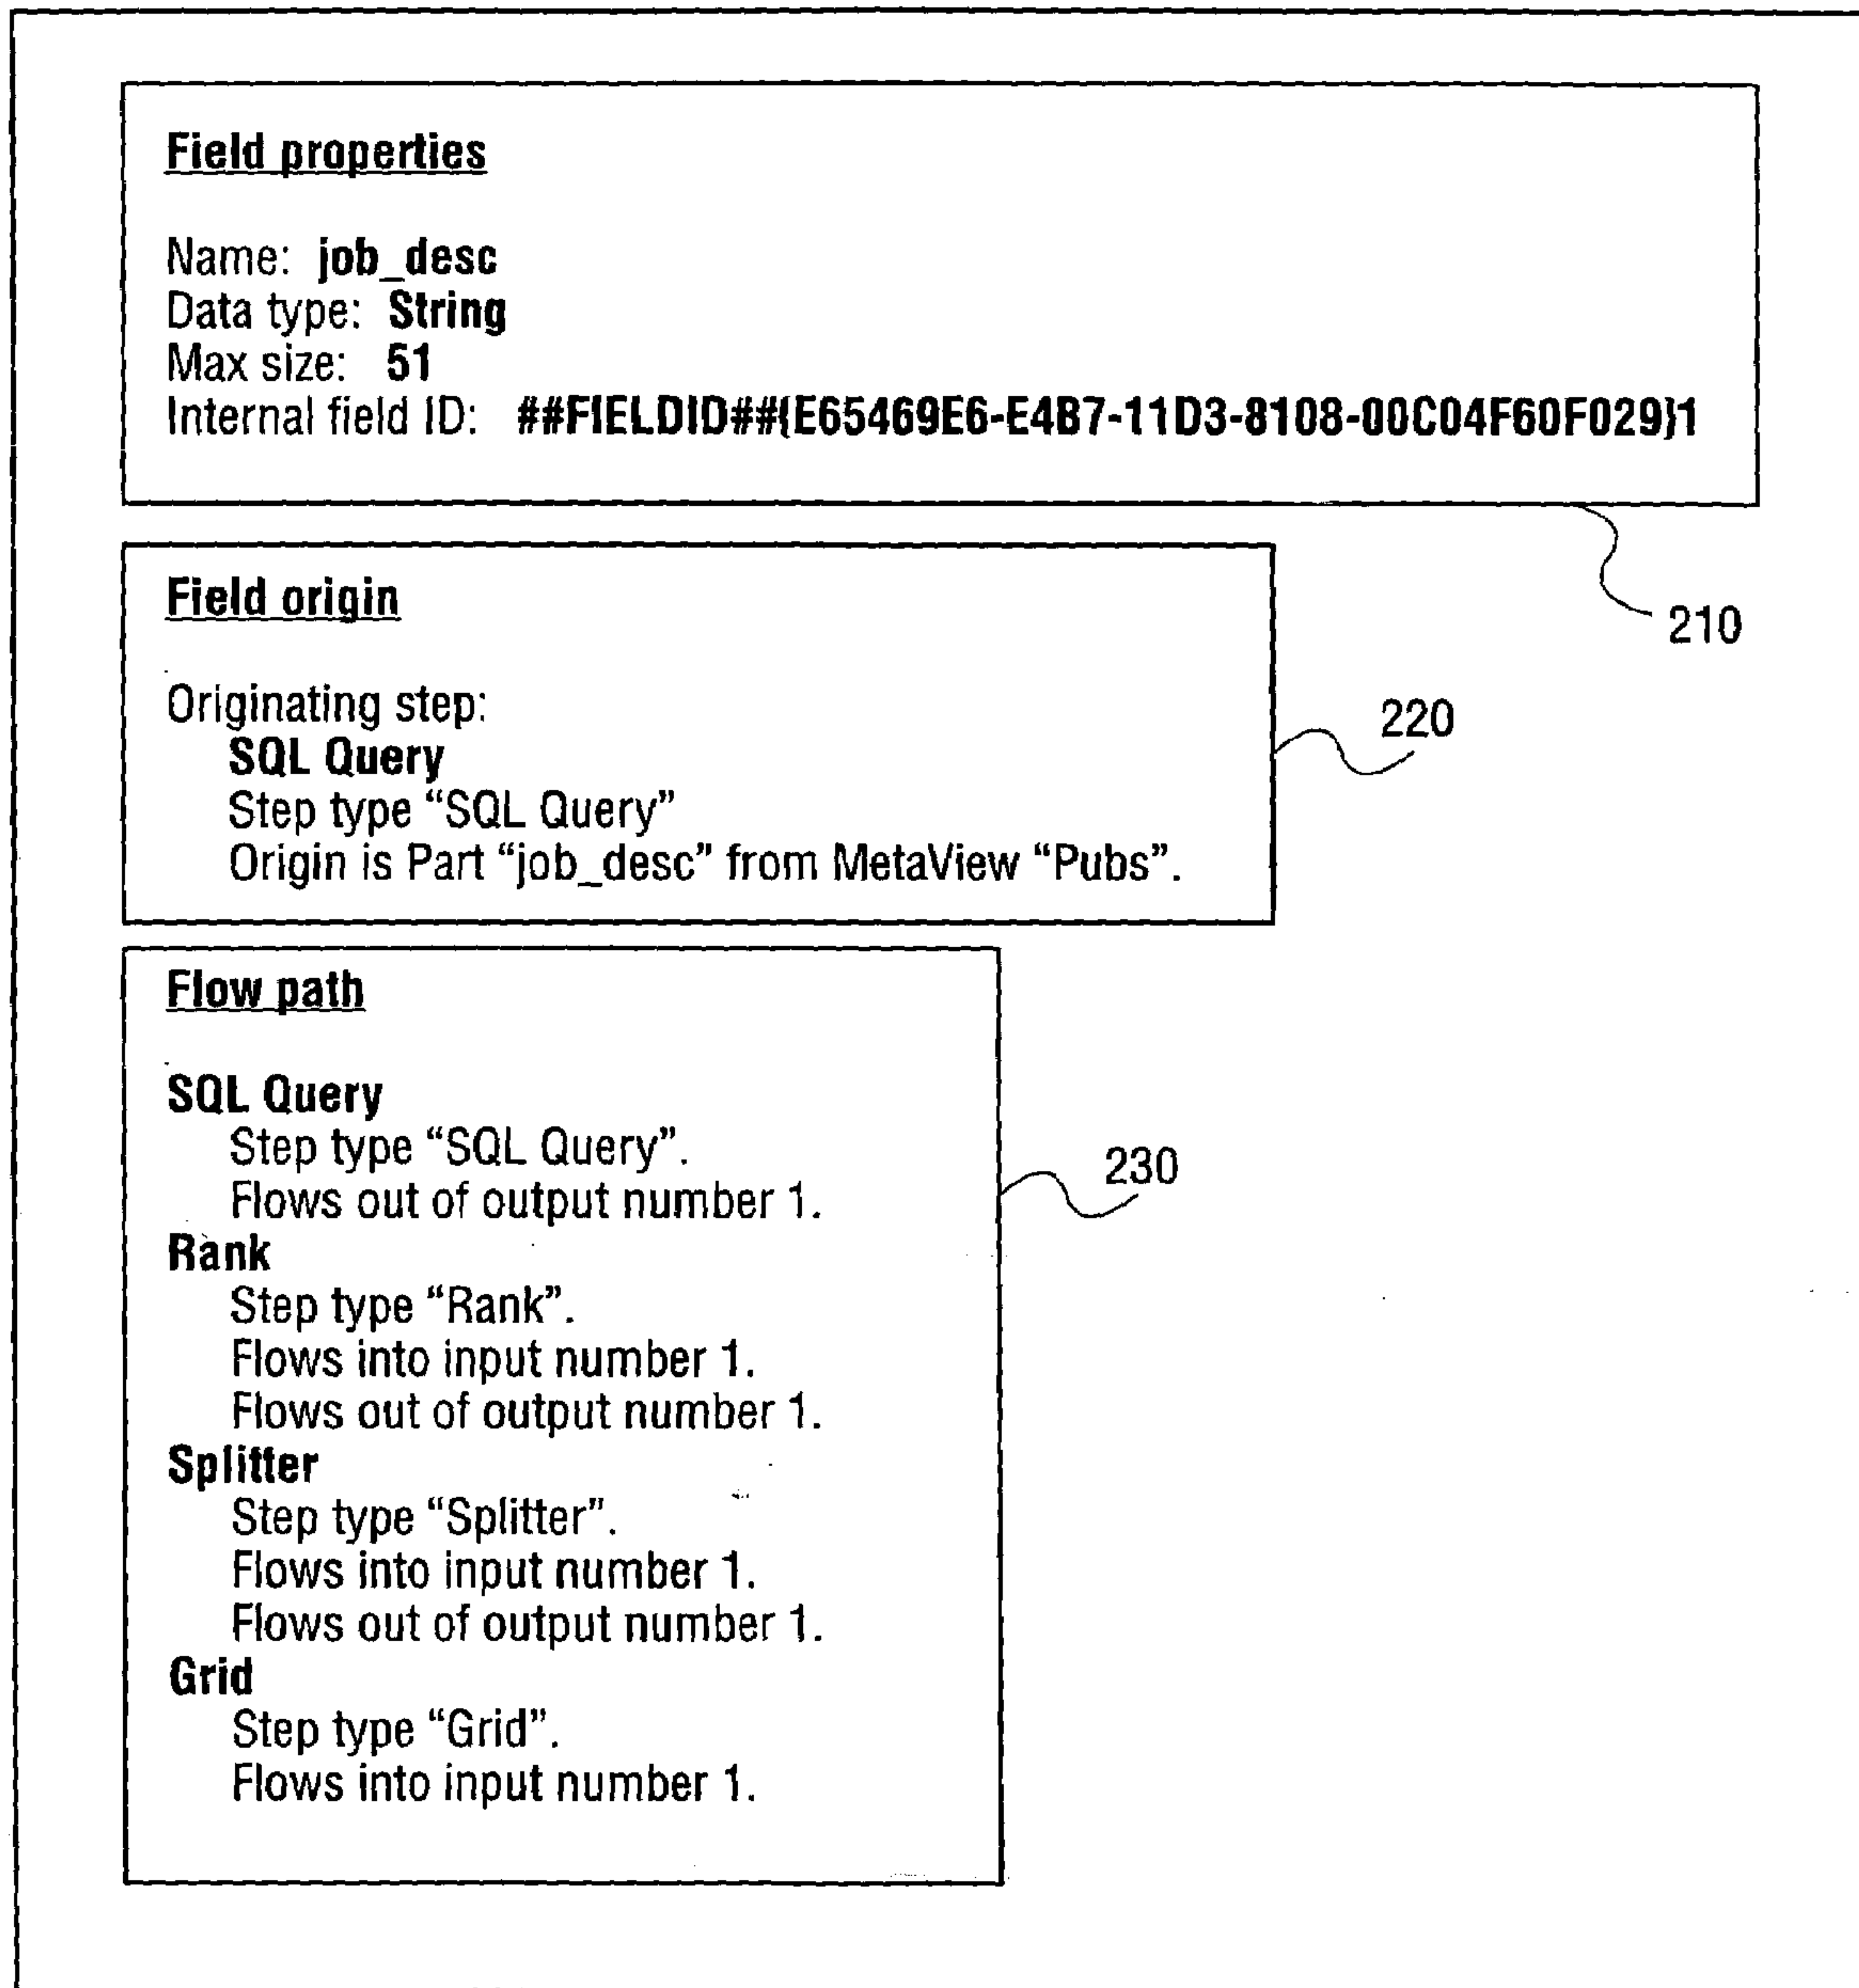 Field properties
Name: job_desc
Data type: String
Max size: 51
Internal field ID: ##FIELDID##{E65469E6-E4B7-11D3-8108-00C04F60F029}1
210
Field origin
Originating step:
SQL Query
Step type “SQL Query”
Origin is Part “job_desc” from MetaView “Pubs”.
220
Flow path
SQL Query
Step type “SQL Query”.
Flows out of output number 1.
Rank
Step type “Rank”.
Flows into input number 1.
Flows out of output number 1.
Splitter
Step type “Splitter”.
Flows into input number 1.
Flows out of output number 1.
Grid
Step type “Grid”.
Flows into input number 1.
230